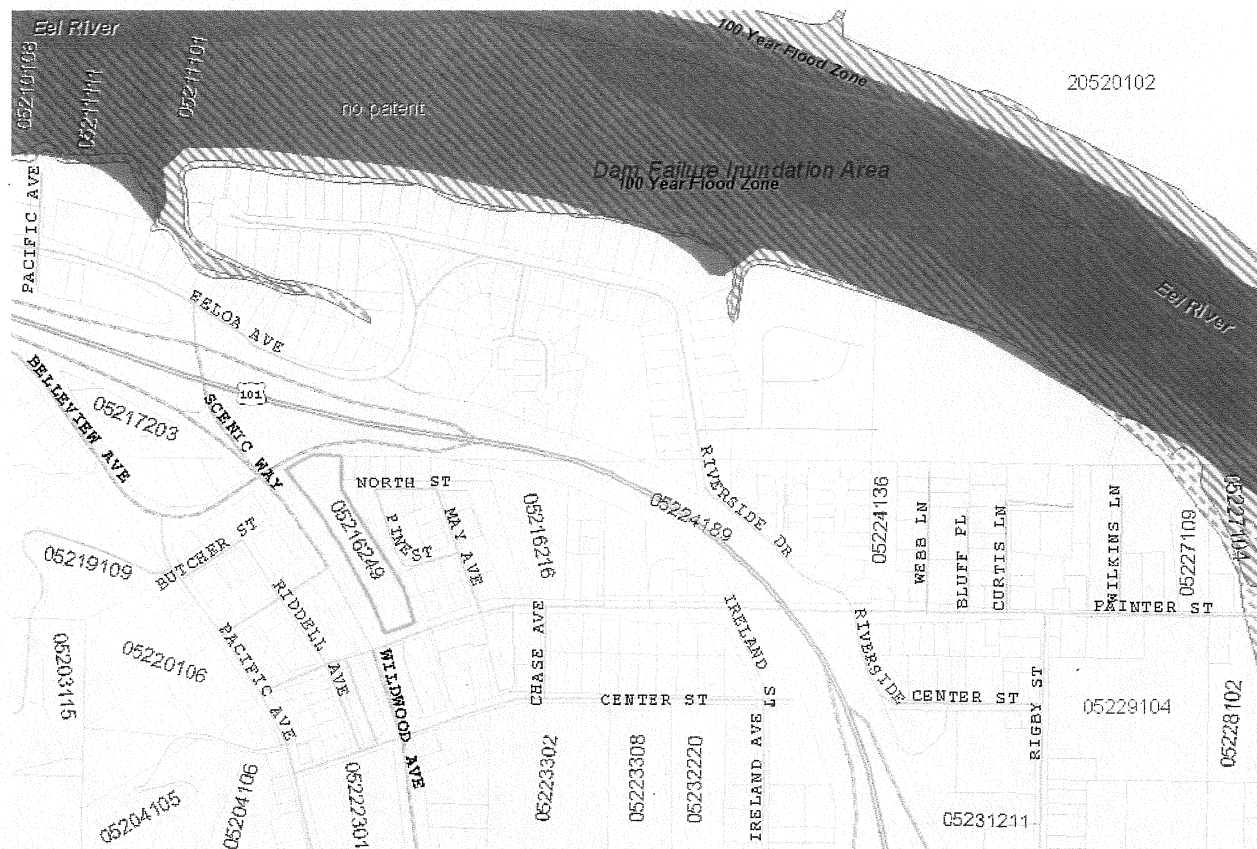 Eel River
100 Year Flood Zone
20520102
05210108
05211111
05211101
no patent
Dam Failure Inundation Area
100 Year Flood Zone
PACIFIC AVE
Eel River
EELOA AVE
101
BELLEVIEW AVE
05217203
SCENIC WAY
RIVERSIDE DR
NORTH ST
05216249
PINE ST
MAY AVE
05216216
05224189
05224136
WEBB LN
BLUFF PL
CURTIS LN
WILKINS LN
05227109
05227104
BUTCHER ST
05219109
RIDDELL AVE
PAINTER ST
05203115
05220106
PACIFIC AVE
WILDWOOD AVE
CHASE AVE
CENTER ST
IRELAND LS
IRELAND AVE
RIVERSIDE
CENTER ST
RIGBY ST
05229104
05228102
05204105
05204106
05222301
05223302
05223308
05232220
05231211